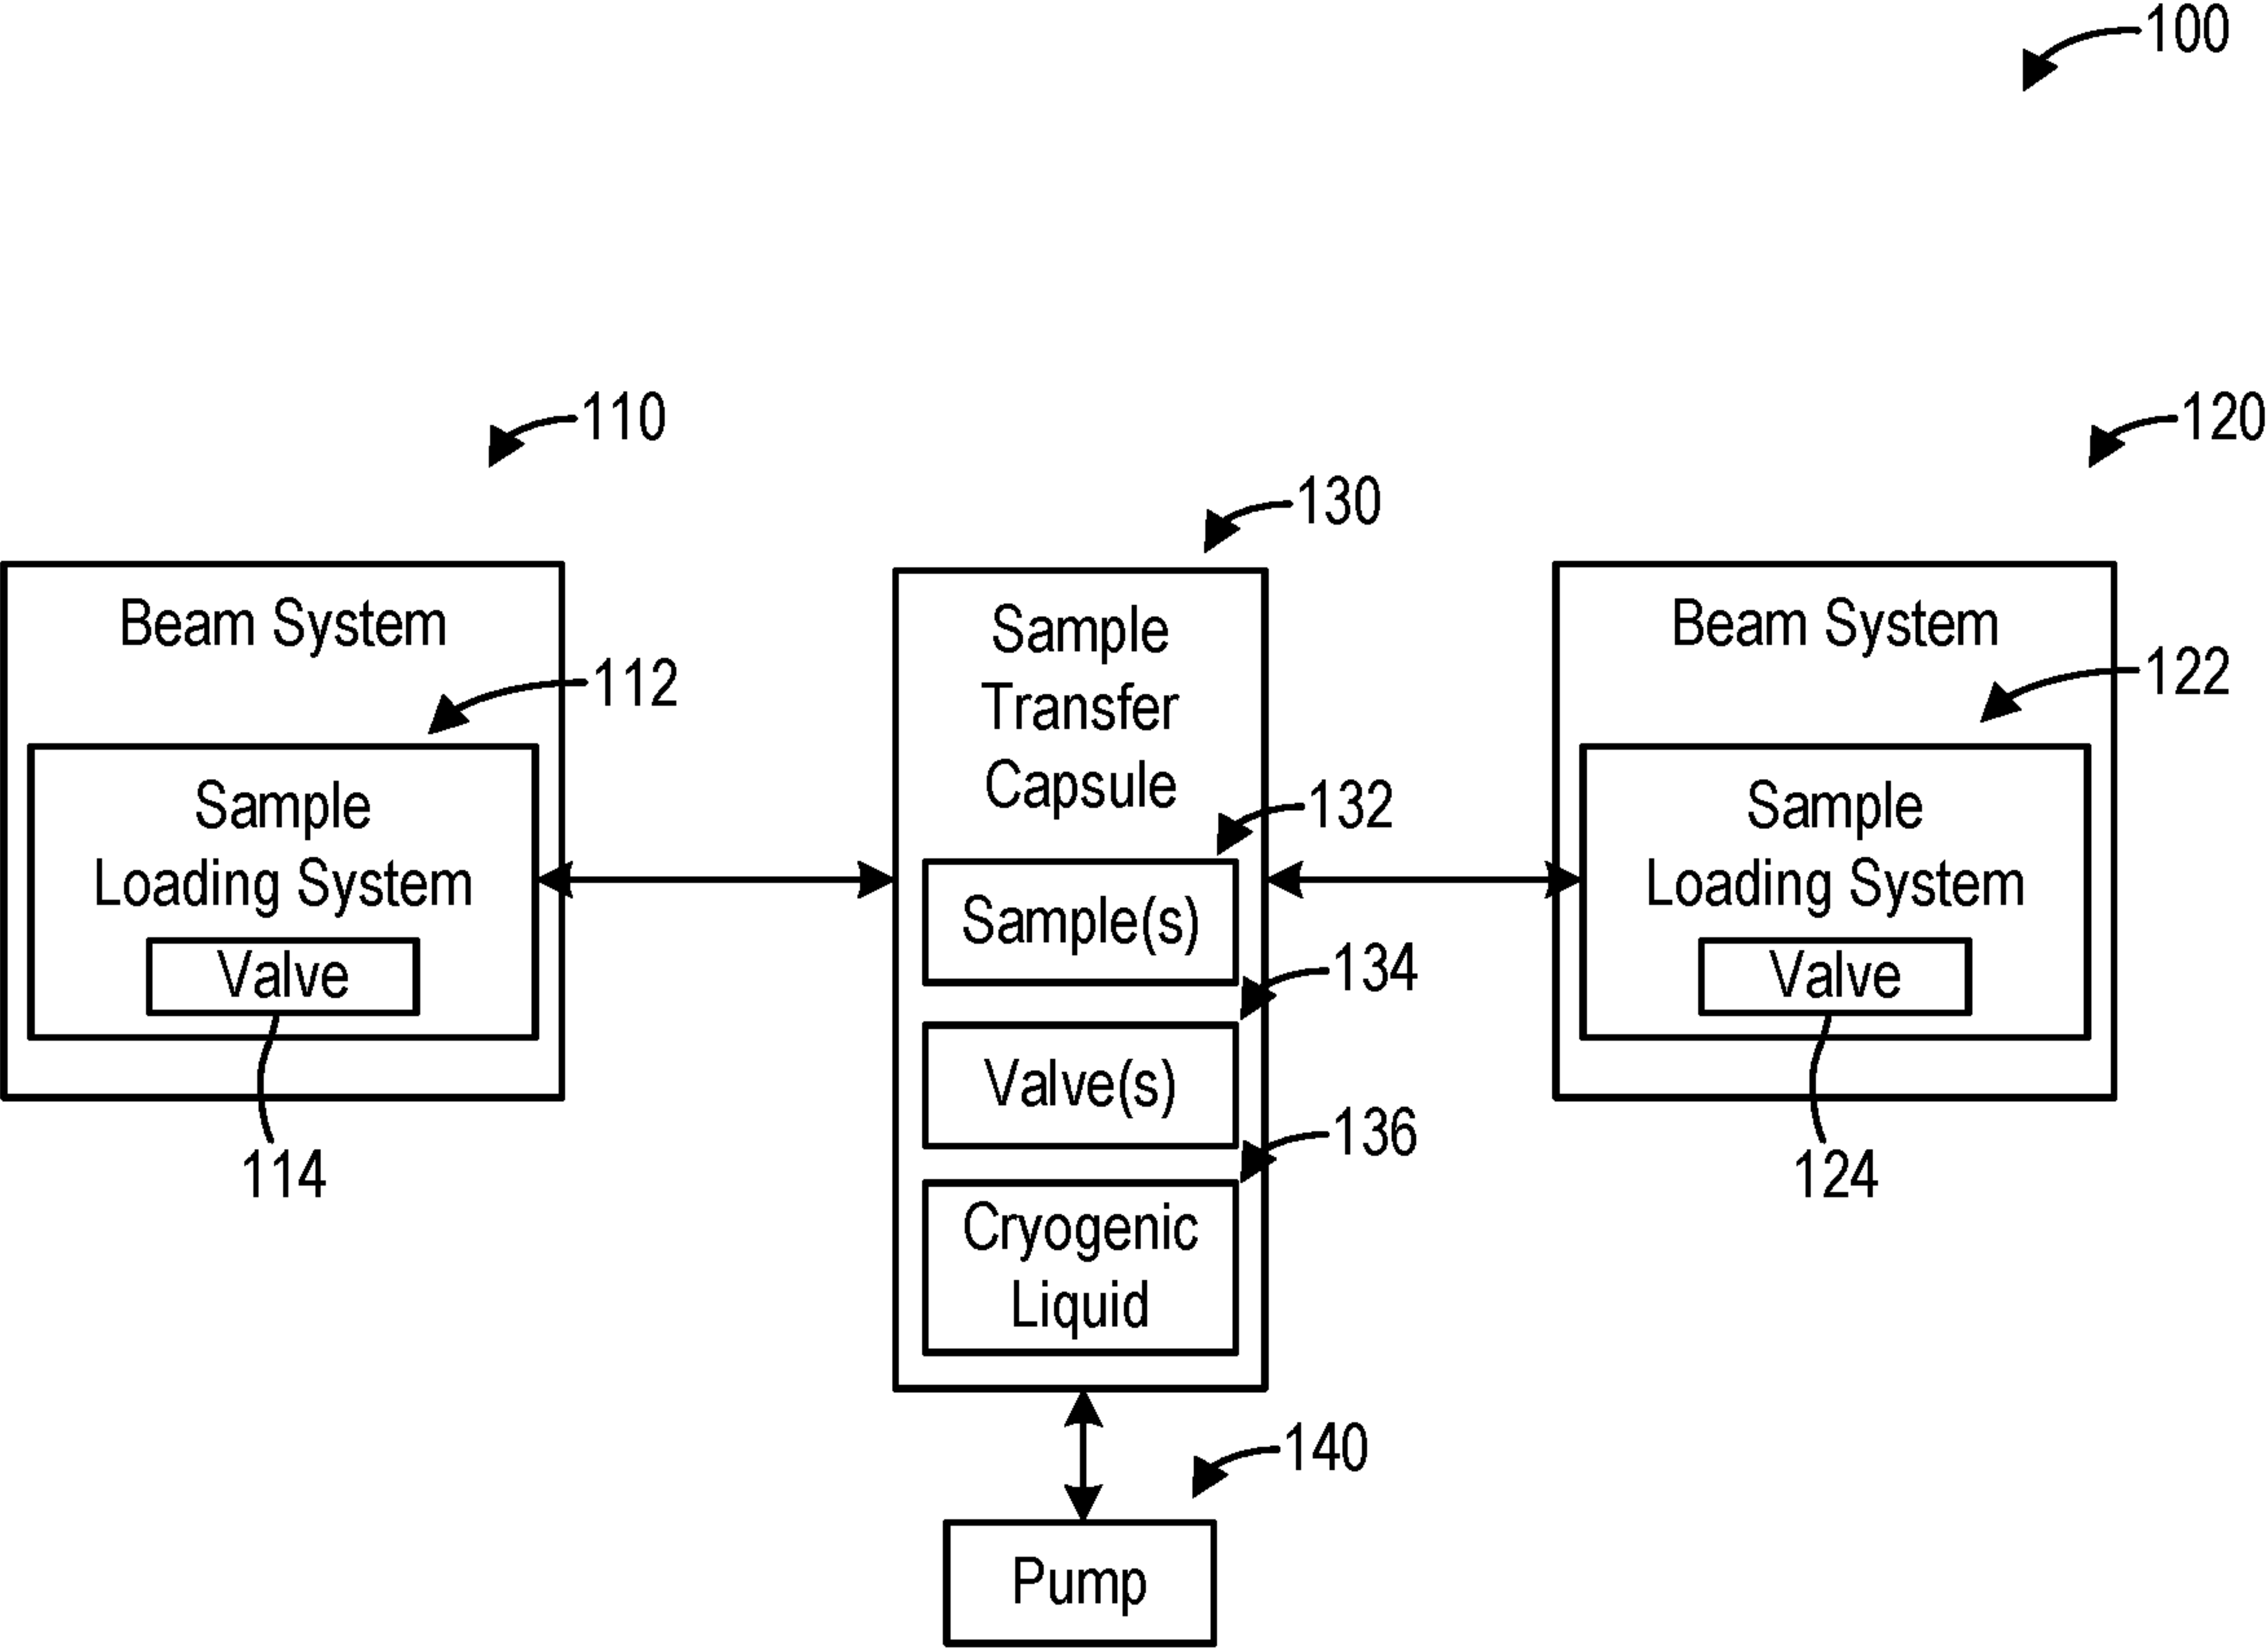 100
110
120
130
Beam System
112
Sample
Loading System
Valve
114
Sample
Transfer
Capsule
132
Sample(s)
134
Valve(s)
136
Cryogenic
Liquid
Beam System
122
Sample
Loading System
Valve
124
140
Pump